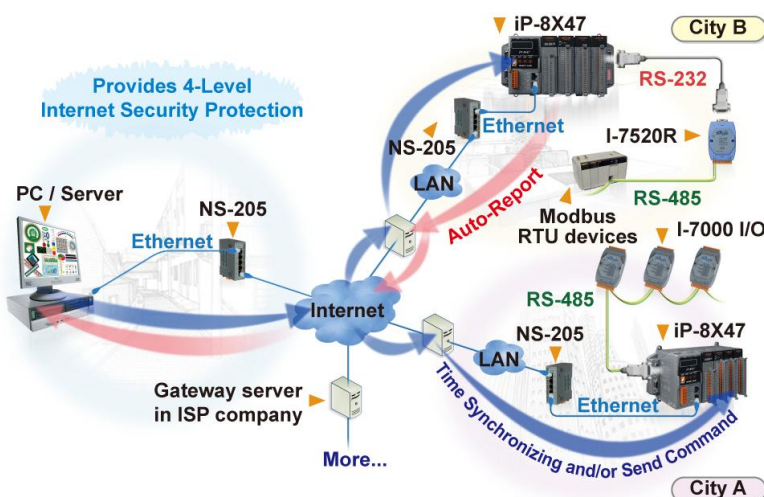 iP-8X47
City B
Provides 4-Level
Internet Security Protection
RS-232
NS-205
Ethernet
I-7520R
LAN
PC / Server
NS-205
Auto-Report
Modbus
RTU devices
RS-485
Ethernet
I-7000 I/O
RS-485
Internet
NS-205
iP-8X47
LAN
Gateway server
in ISP company
Ethernet
Time Synchronizing and/or Send Command
More...
City A